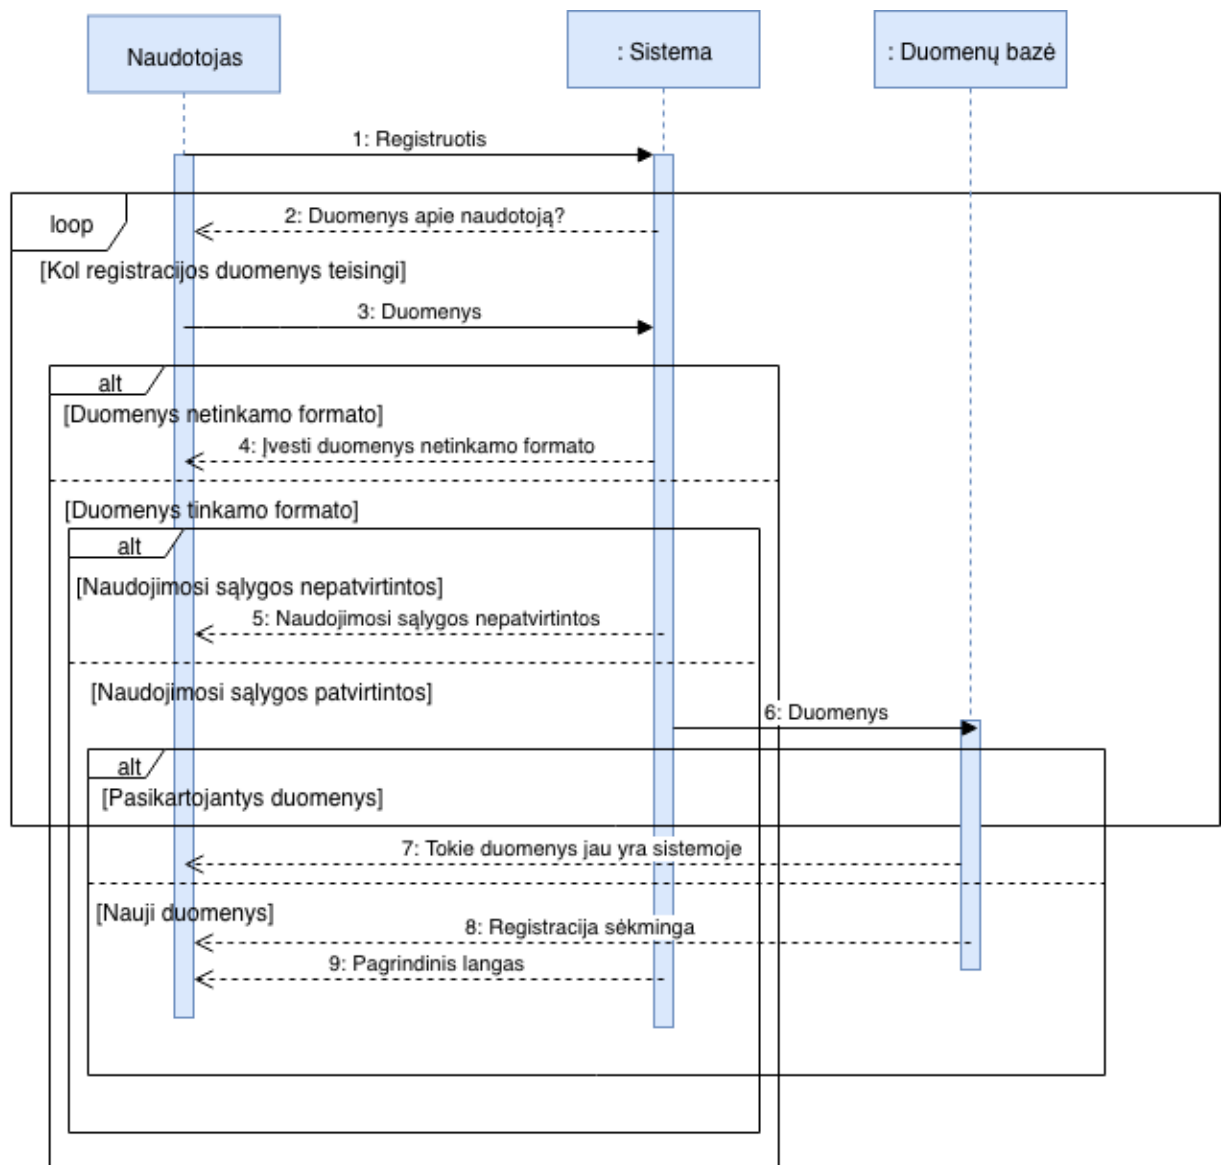 Naudotojas
: Sistema
: Duomenų bazė
1: Registruotis
loop
2: Duomenys apie naudotoją?
[Kol registracijos duomenys teisingi]
3: Duomenys
alt
[Duomenys netinkamo formato]
4: Įvesti duomenys netinkamo formato
[Duomenys tinkamo formato]
alt
[Naudojimosi sąlygos nepatvirtintos]
5: Naudojimosi sąlygos nepatvirtintos
[Naudojimosi sąlygos patvirtintos]
6: Duomenys
alt
[Pasikartojantys duomenys]
7: Tokie duomenys jau yra sistemoje
[Nauji duomenys]
8: Registracija sėkminga
9: Pagrindinis langas